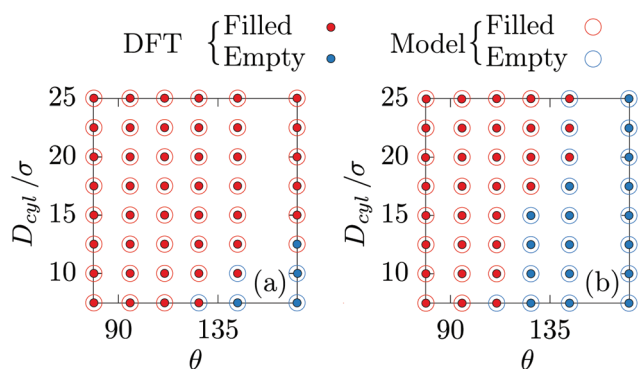 DFT { Filled Empty Model { Filled Empty
25 25
20 20
D_cyl/σ 15 D_cyl/σ 15
10 (a) 10 (b)
90 135 90 135
θ θ